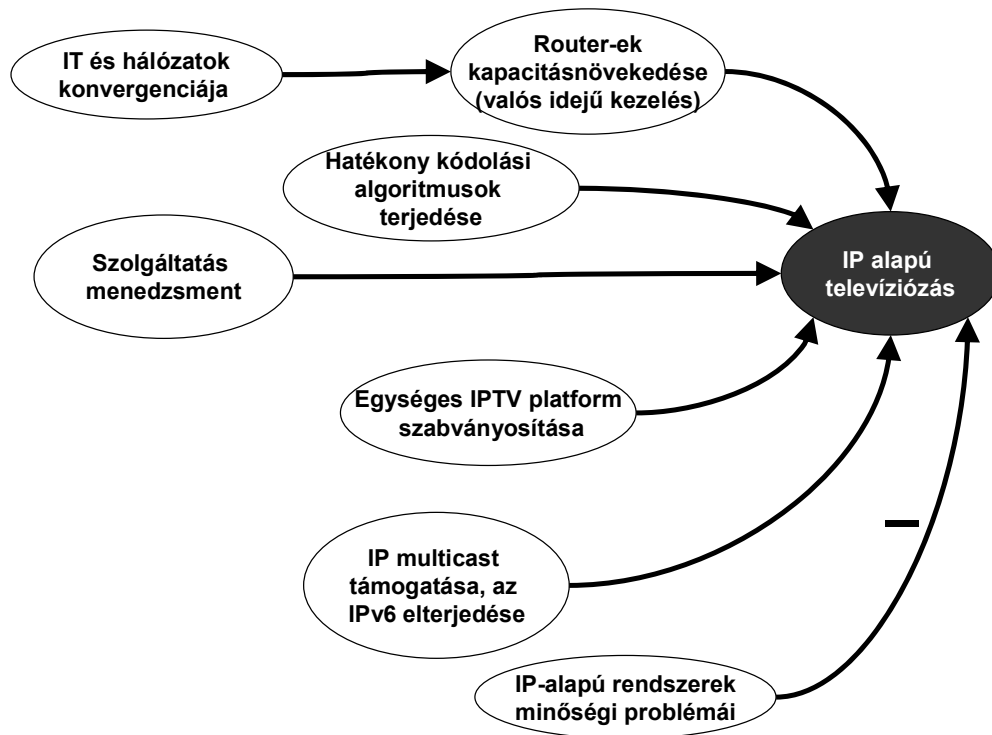 IT és hálózatok
konvergenciája
Router-ek
kapacitásnövekedése
(valós idejű kezelés)
Hatékony kódolási
algoritmusok
terjedése
Szolgáltatás
menedzsment
IP alapú
televíziózás
Egységes IPTV platform
szabványosítása
IP multicast
támogatása, az
IPv6 elterjedése
IP-alapú rendszerek
minőségi problémái